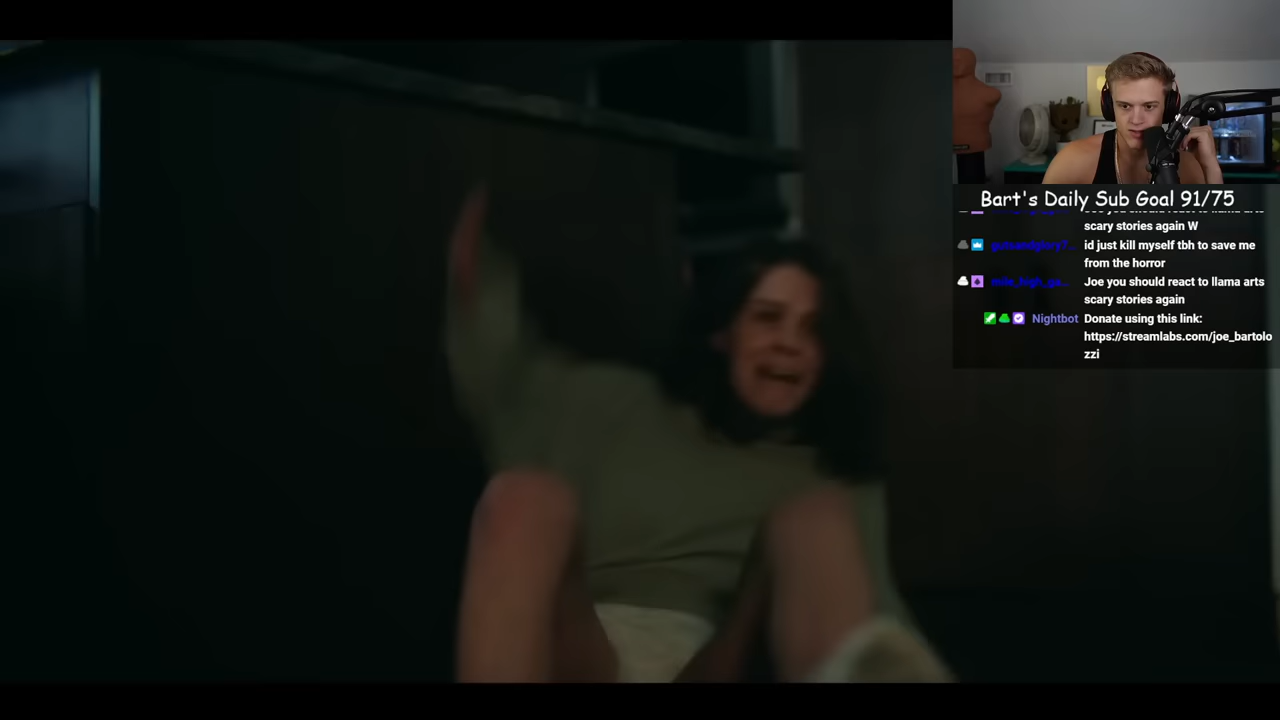 Bart's Daily Sub Goal 91/75
scary stories again W
id just kill myself tbh to save me
from the horror
Joe you should react to llama arts
scary stories again
Nightbot Donate using this link:
https://streamlabs.com/joe_bartolo
zzi